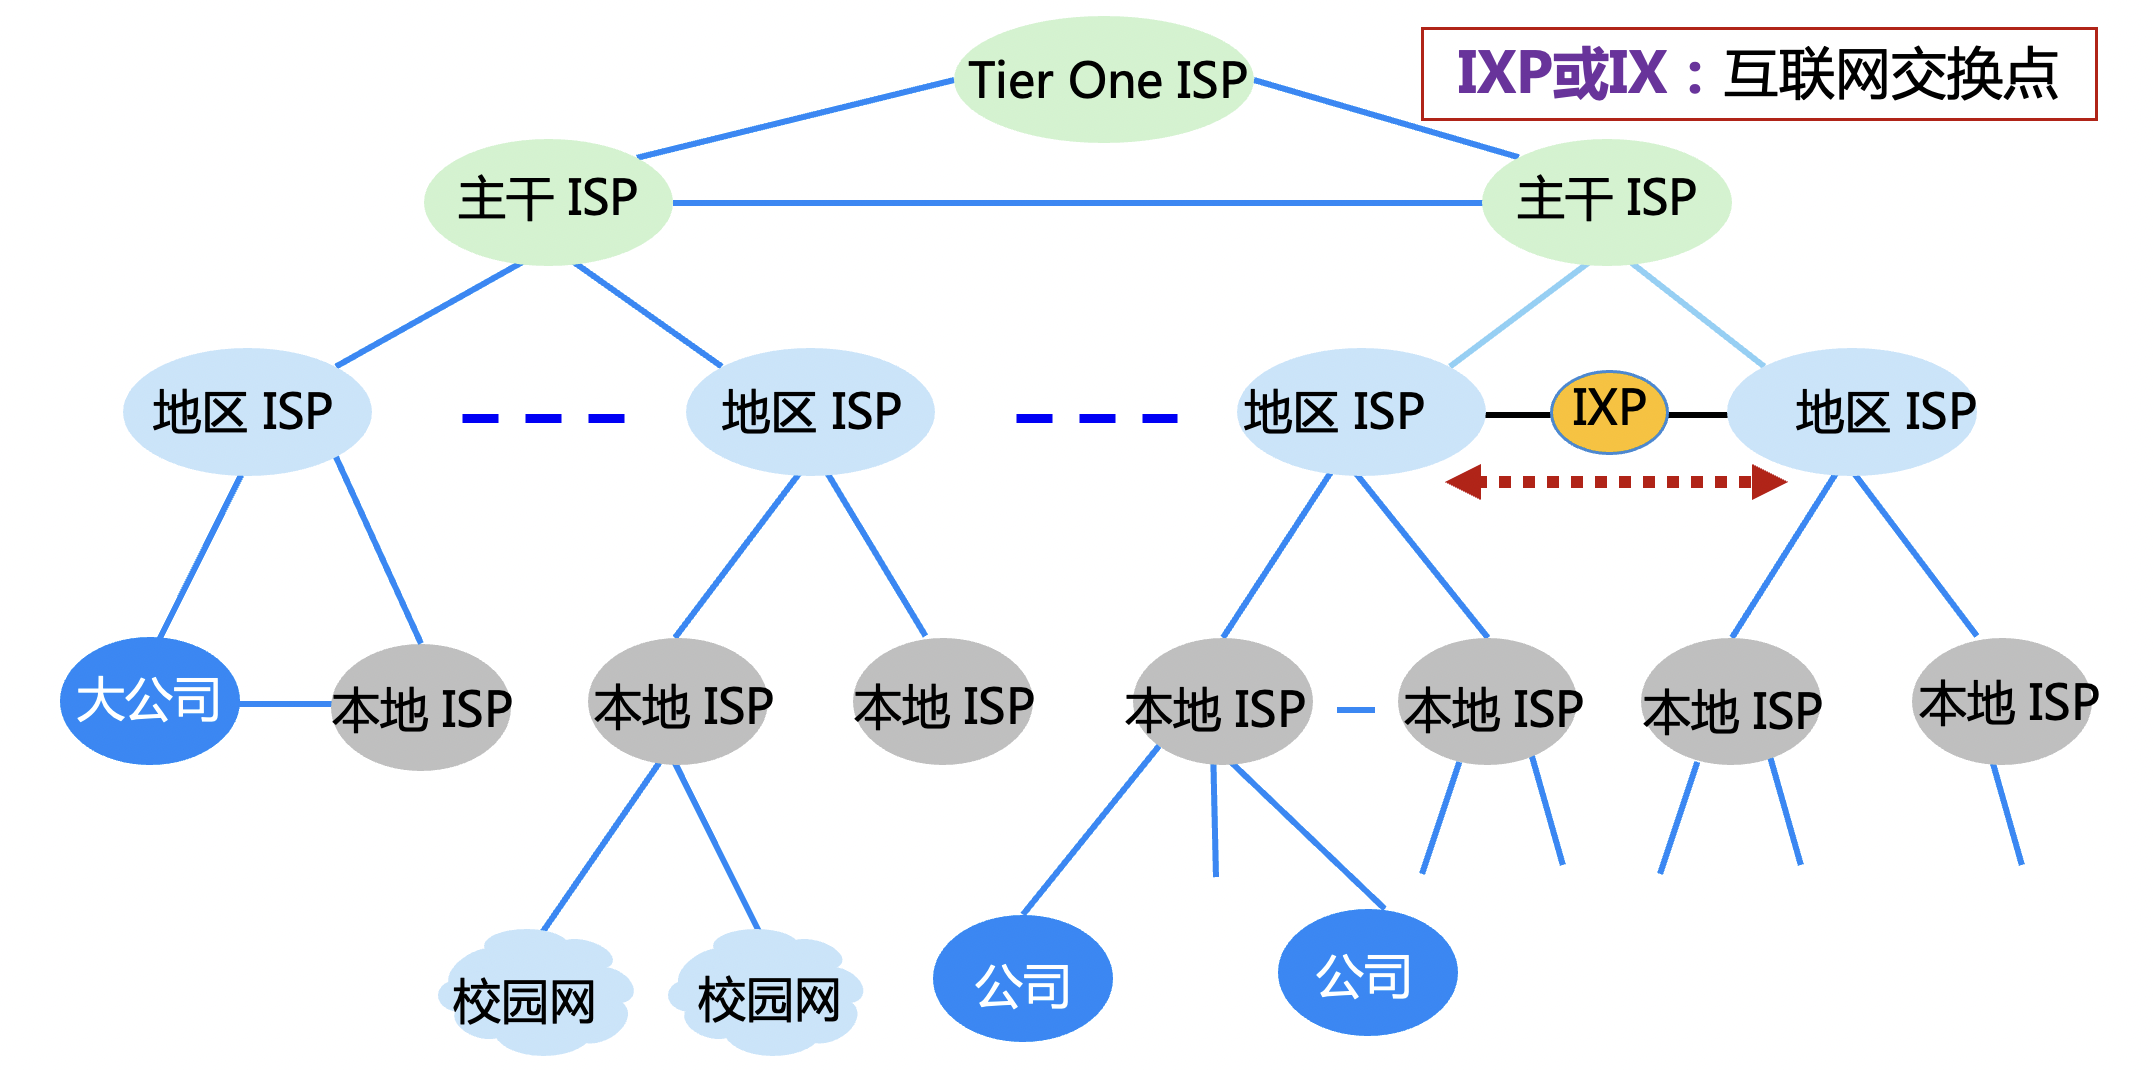 Tier One ISP
IXP或IX：互联网交换点
主干 ISP
主干 ISP
地区 ISP
地区 ISP
地区 ISP
IXP
地区 ISP
大公司
本地 ISP
本地 ISP
本地 ISP
本地 ISP
本地 ISP
本地 ISP
本地 ISP
校园网
校园网
公司
公司